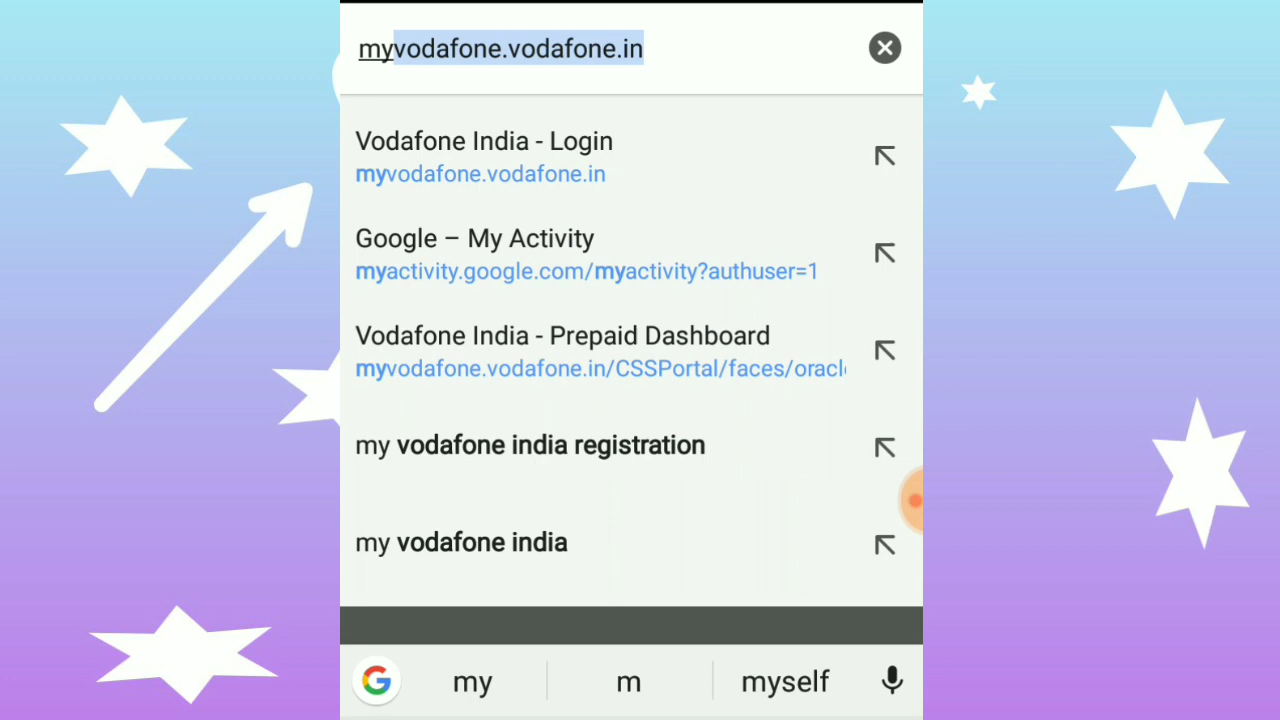 myvodafone.vodafone.in
Vodafone India - Login
myvodafone.vodafone.in
Google – My Activity
myactivity.google.com/myactivity?authuser=1
Vodafone India - Prepaid Dashboard
myvodafone.vodafone.in/CSSPortal/faces/oracl
my vodafone india registration
my vodafone india
my m myself